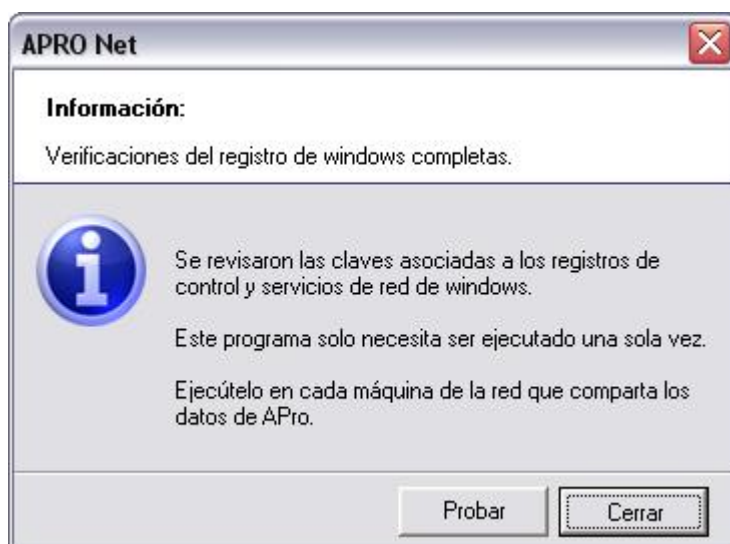 APRO Net
Información:
Verificaciones del registro de windows completas.
Se revisaron las claves asociadas a los registros de
control y servicios de red de windows.
Este programa solo necesita ser ejecutado una sola vez.
Ejecútelo en cada máquina de la red que comparta los
datos de APro.
Probar
Cerrar